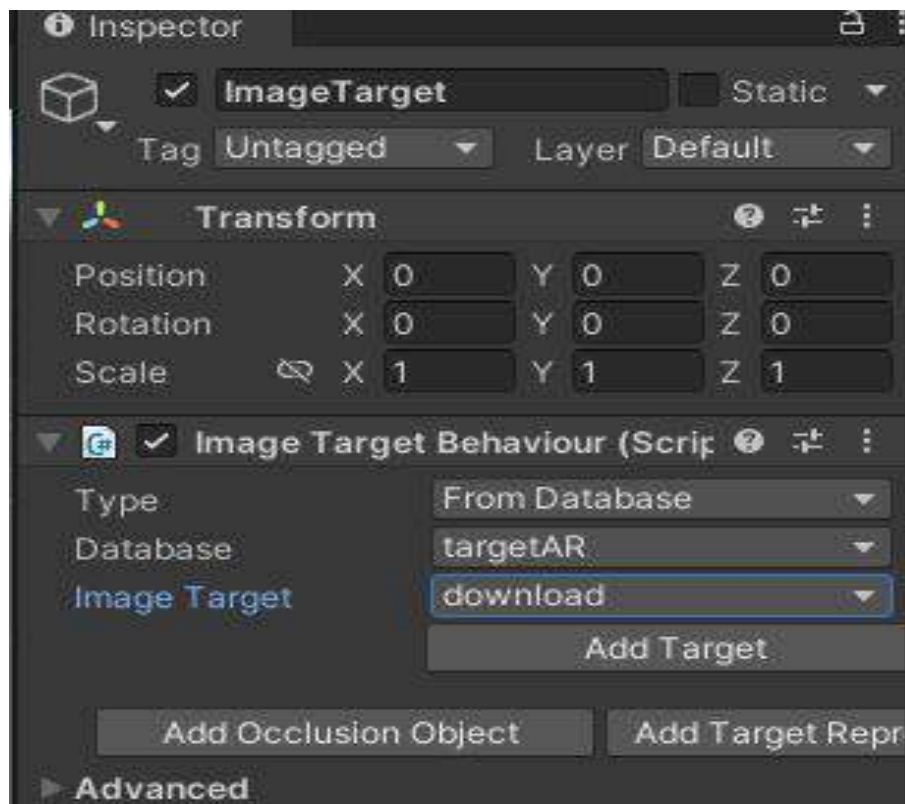 Inspector
ImageTarget Static
Tag Untagged Layer Default
Transform
Position X 0 Y 0 Z 0
Rotation X 0 Y 0 Z 0
Scale X 1 Y 1 Z 1
Image Target Behaviour (Scrip
Type From Database
Database targetAR
Image Target download
Add Target
Add Occlusion Object Add Target Repr
Advanced